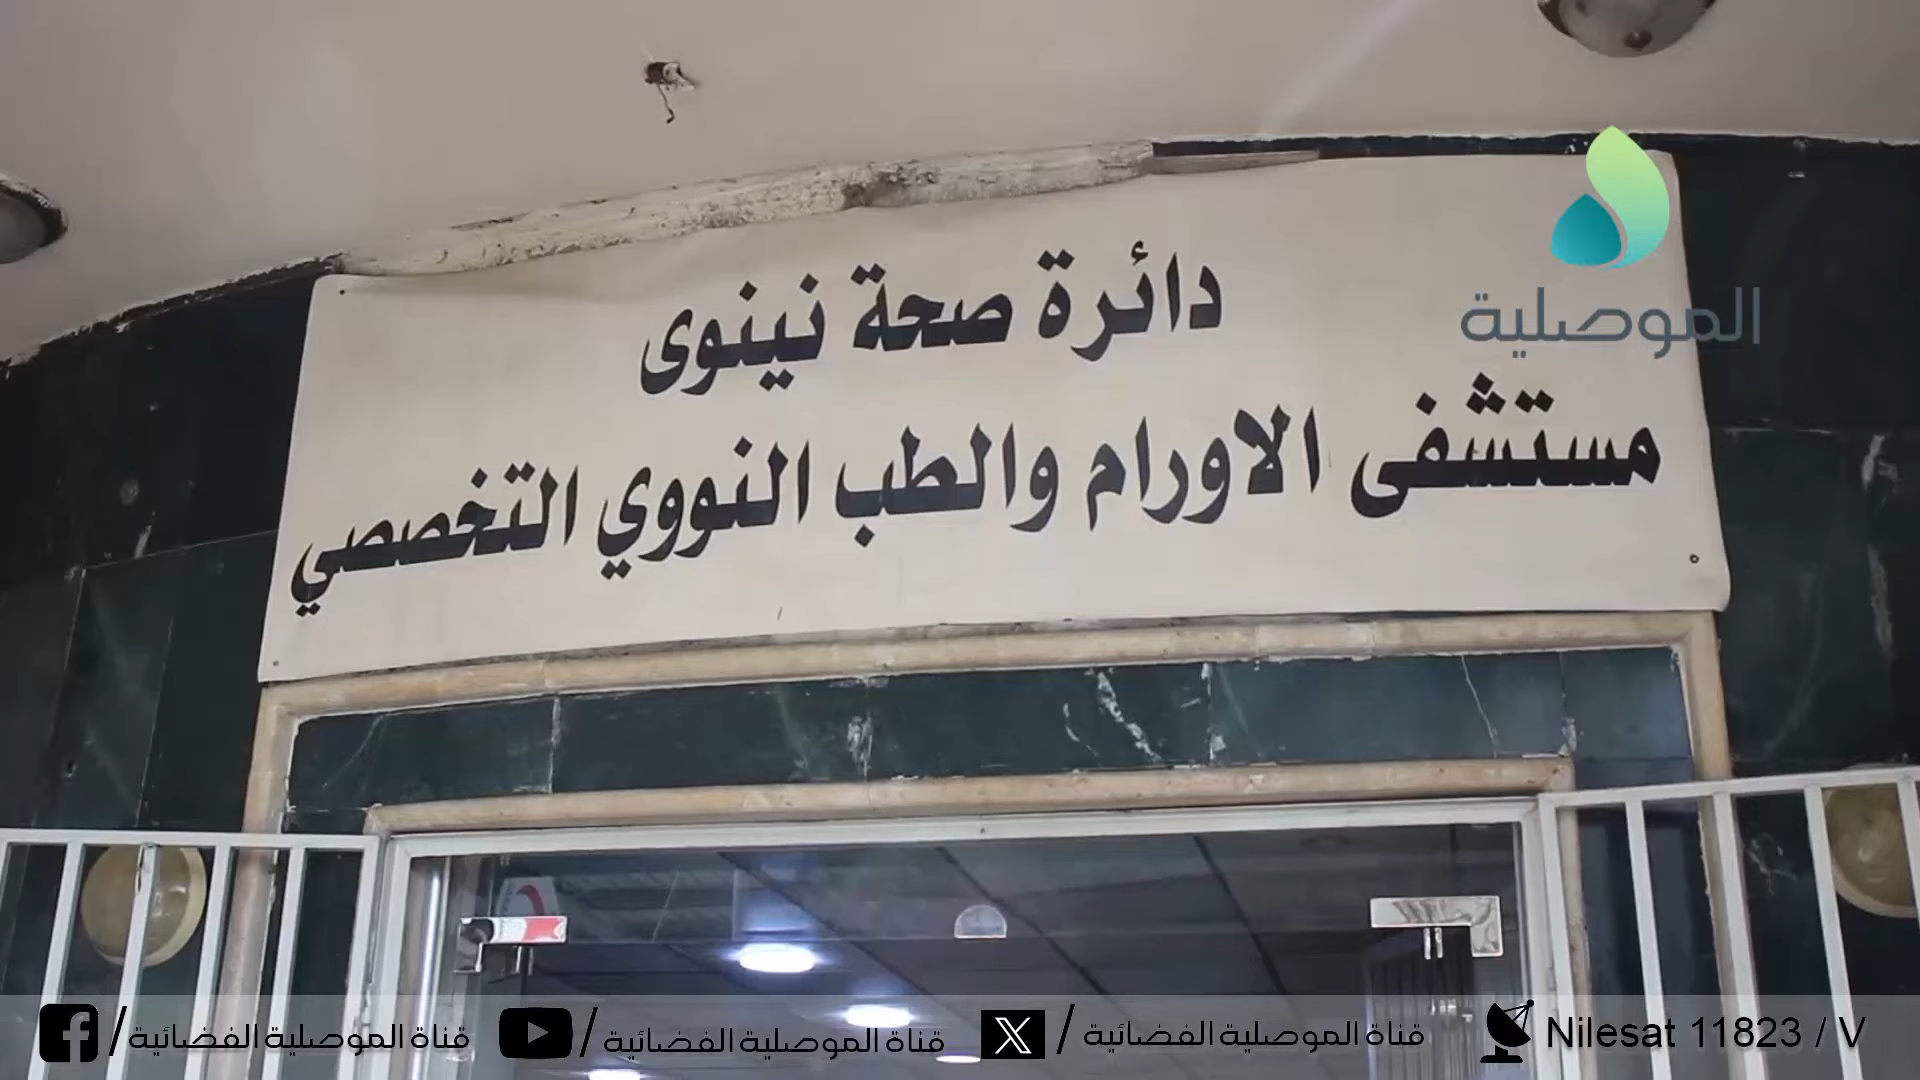 دائرة صحة نينوى
مستشفى الاورام والطب النووي التخصصي
الموصلية
/قناة الموصلية الفضائية
/قناة الموصلية الفضائية
/قناة الموصلية الفضائية
Nilesat 11823 / V